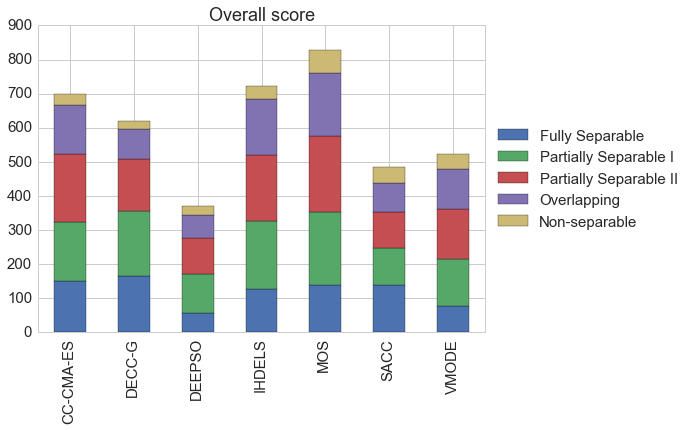 Overall score
900
800
700
600
500
400
300
200
100
0
CC-CMA-ES
DECC-G
DEEPSO
IHDELS
MOS
SACC
VMODE
Fully Separable
Partially Separable I
Partially Separable II
Overlapping
Non-separable